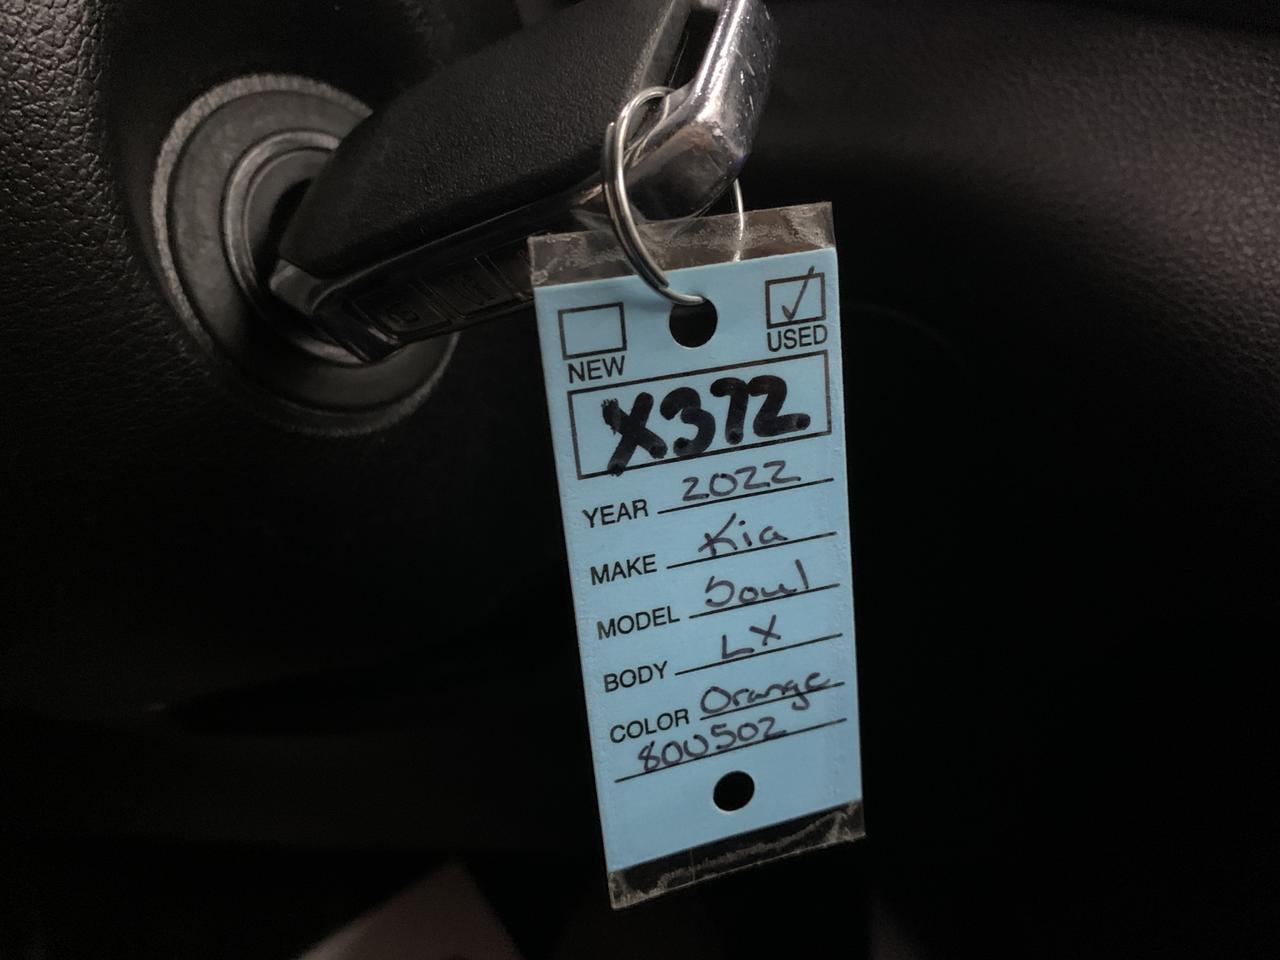 NEW USED
X372
YEAR 2022
MAKE Kia
MODEL Soul
BODY LX
COLOR Orange
800502